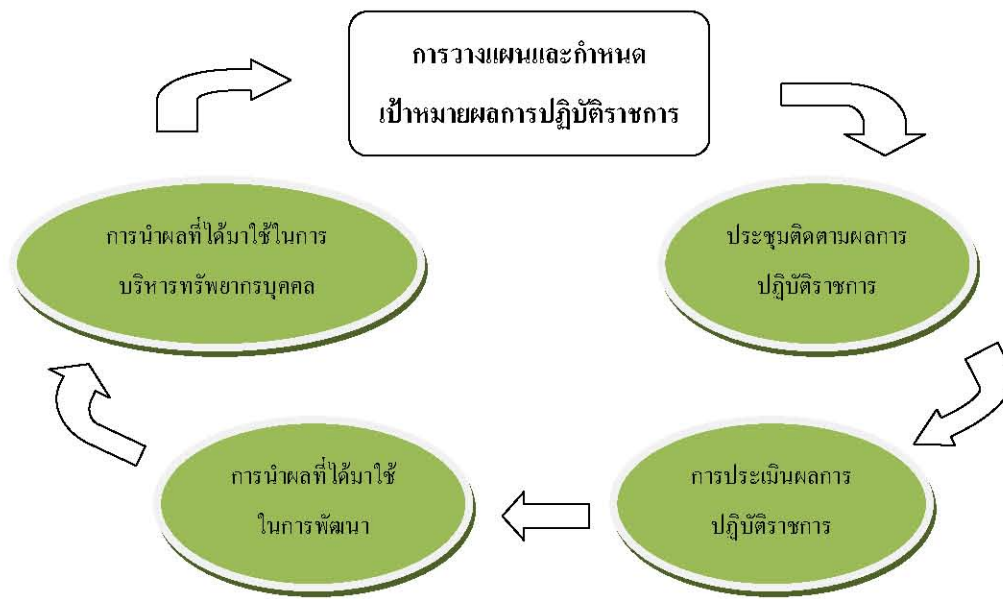 การวางแผนและกำหนด
เป้าหมายผลการปฏิบัติราชการ
ประชุมติดตามผลการ
ปฏิบัติราชการ
การประเมินผลการ
ปฏิบัติราชการ
การนำผลที่ได้มาใช้
ในการพัฒนา
การนำผลที่ได้มาใช้ในการ
บริหารทรัพยากรบุคคล